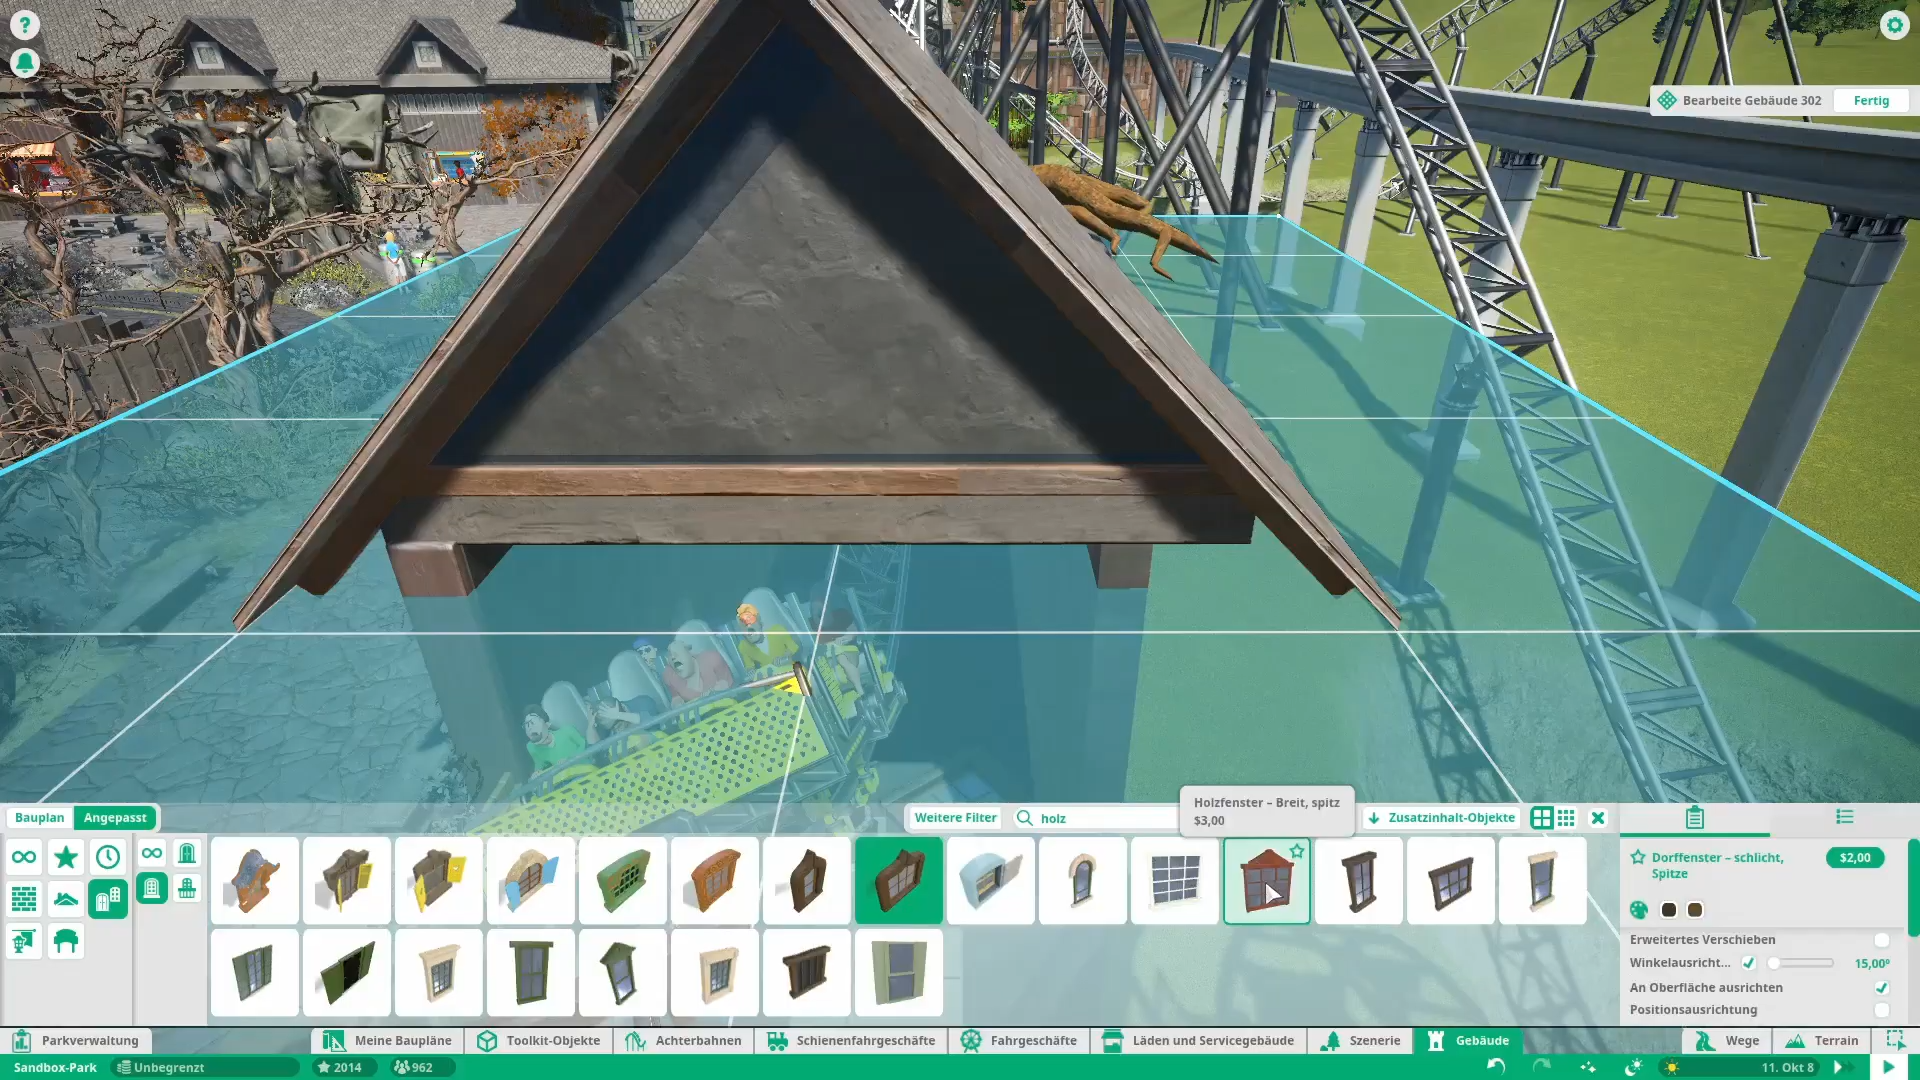 ?
Bearbeite Gebäude 302
Fertig
Bauplan
Angepasst
Weitere Filter
holz
Holzfenster – Breit, spitz
$3,00
Zusatzinhalt-Objekte
Dorffenster – schlicht,
Spitze
$2,00
Erweitertes Verschieben
Winkelausricht...
15,00º
An Oberfläche ausrichten
Positionsausrichtung
Parkverwaltung
Meine Baupläne
Toolkit-Objekte
Achterbahnen
Schienenfahrgeschäfte
Fahrgeschäfte
Läden und Servicegebäude
Szenerie
Gebäude
Wege
Terrain
Sandbox-Park
Unbegrenzt
2014
962
11. Okt 8